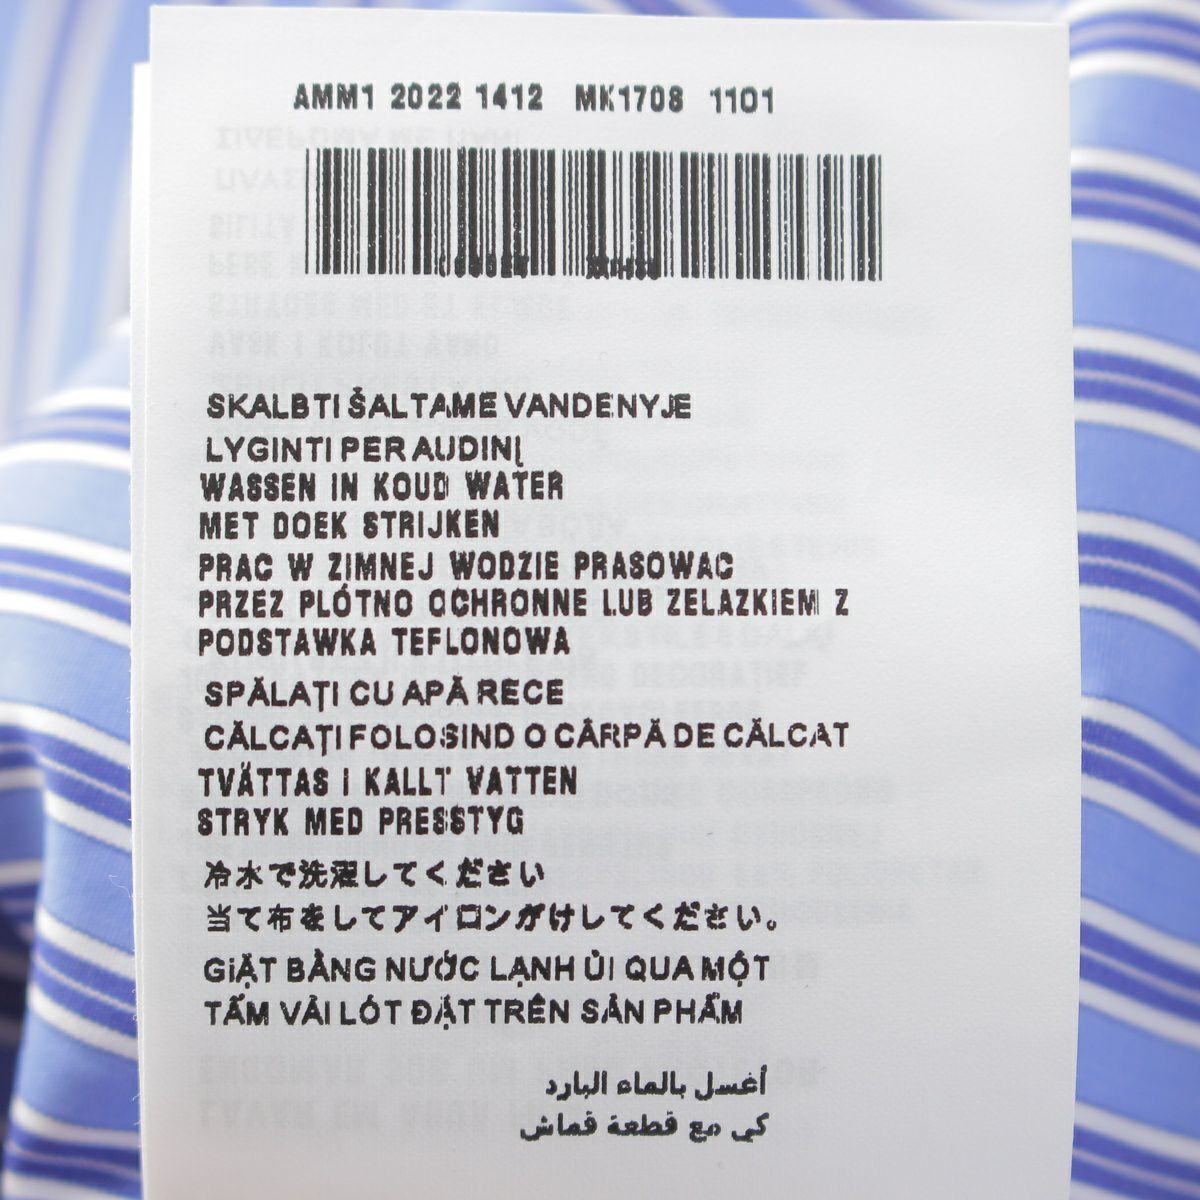 AMM1 2022 1412 MK1708 1101
SKALBTI ŠALTAME VANDENYJE
LYGINTI PER AUDINĮ
WASSEN IN KOUD WATER
MET DOEK STRIJKEN
PRAC W ZIMNEJ WODZIE PRASOWAC
PRZEZ PLÓTNO OCHRONNE LUB ZELAZKIEM Z
PODSTAWKA TEFLONOWA
SPĂLAȚI CU APĂ RECE
CĂLCAȚI FOLOSIND O CÂRPĂ DE CĂLCAT
TVÄTTAS I KALLT VATTEN
STRYK MED PRESSTYG
冷水で洗濯してください
当て布をしてアイロンがけしてください。
GIẶT BẰNG NƯỚC LẠNH ỦI QUA MỘT
TẤM VẢI LÓT ĐẶT TRÊN SẢN PHẨM
أغسل بالماء البارد
كي مع قطعة قماش